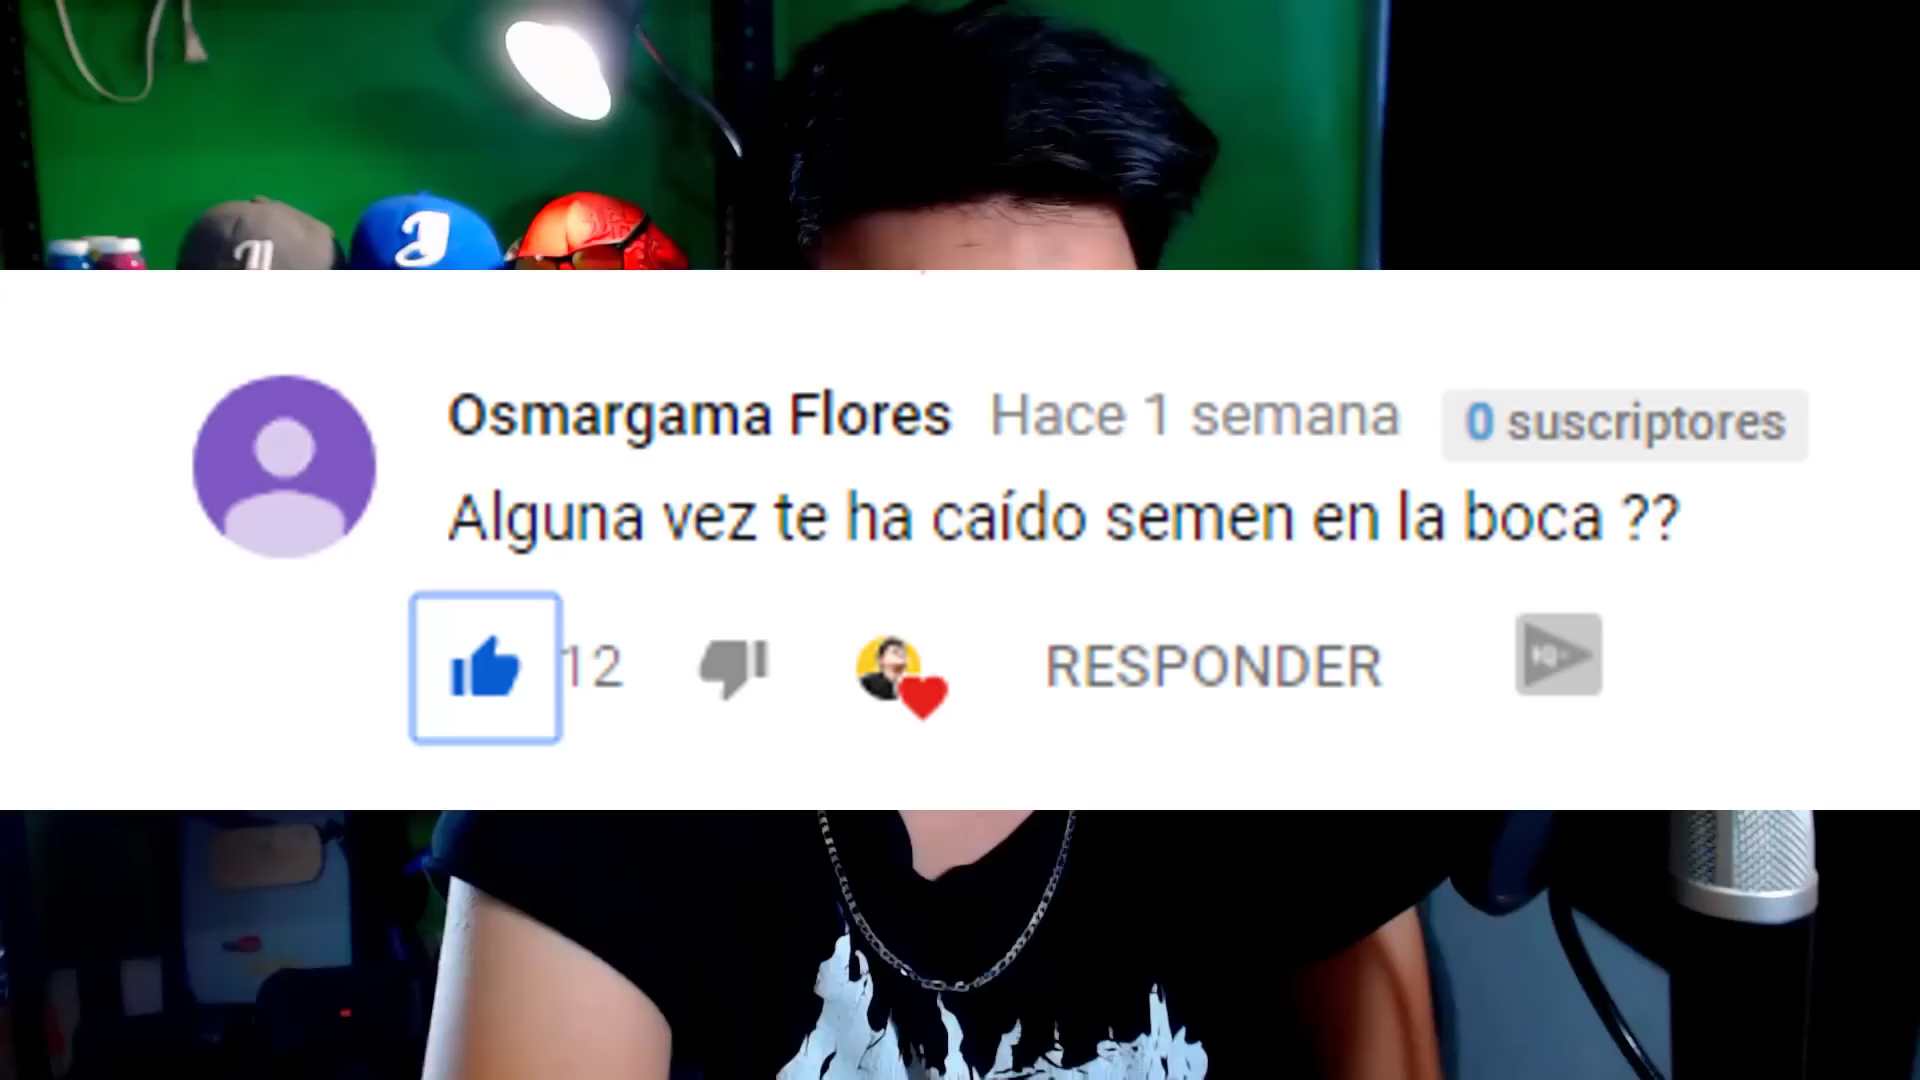 Osmargama Flores Hace 1 semana 0 suscriptores
Alguna vez te ha caído semen en la boca ??
12 RESPONDER